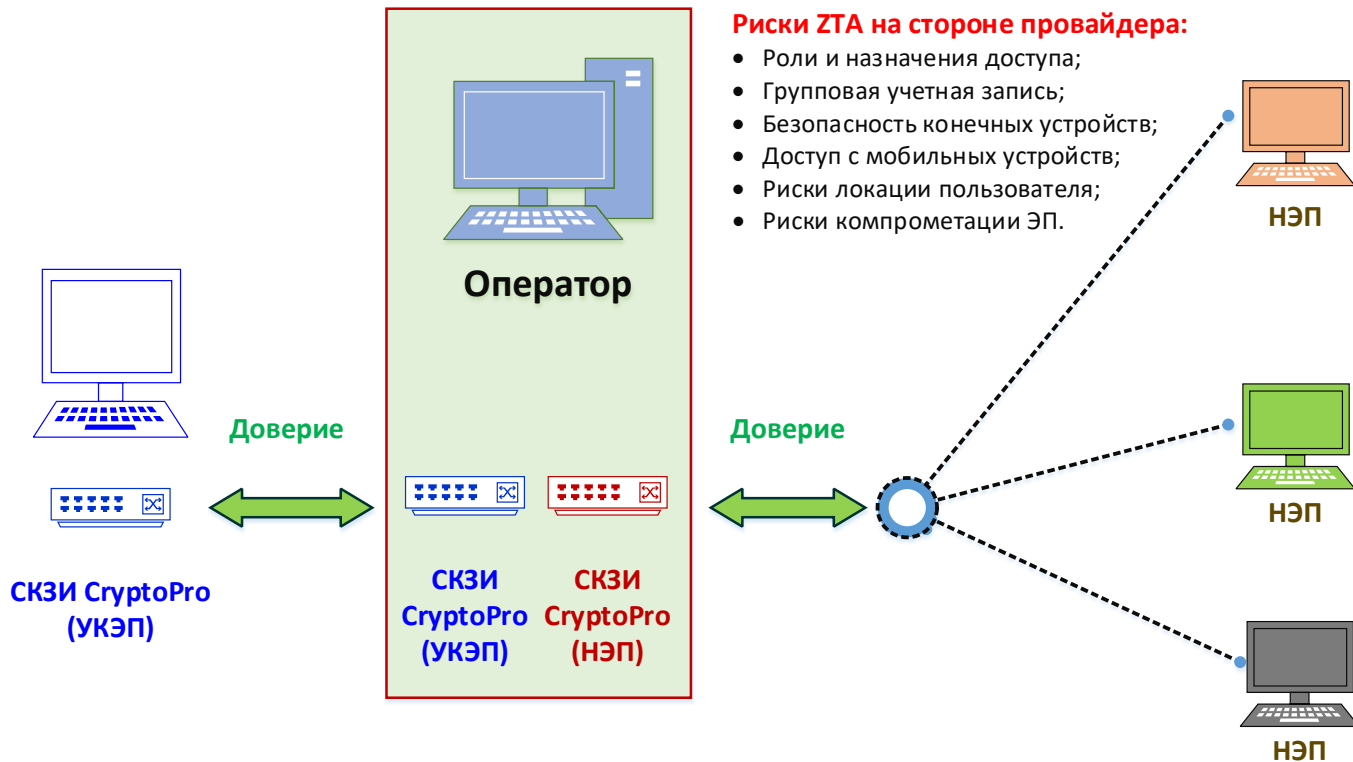 Риски ZTA на стороне провайдера:
• Роли и назначения доступа;
• Групповая учетная запись;
• Безопасность конечных устройств;
• Доступ с мобильных устройств;
• Риски локации пользователя;
• Риски компрометации ЭП.
НЭП
Оператор
Доверие
Доверие
НЭП
СКЗИ CryptoPro
(УКЭП)
СКЗИ
CryptoPro
(УКЭП)
СКЗИ
CryptoPro
(НЭП)
НЭП